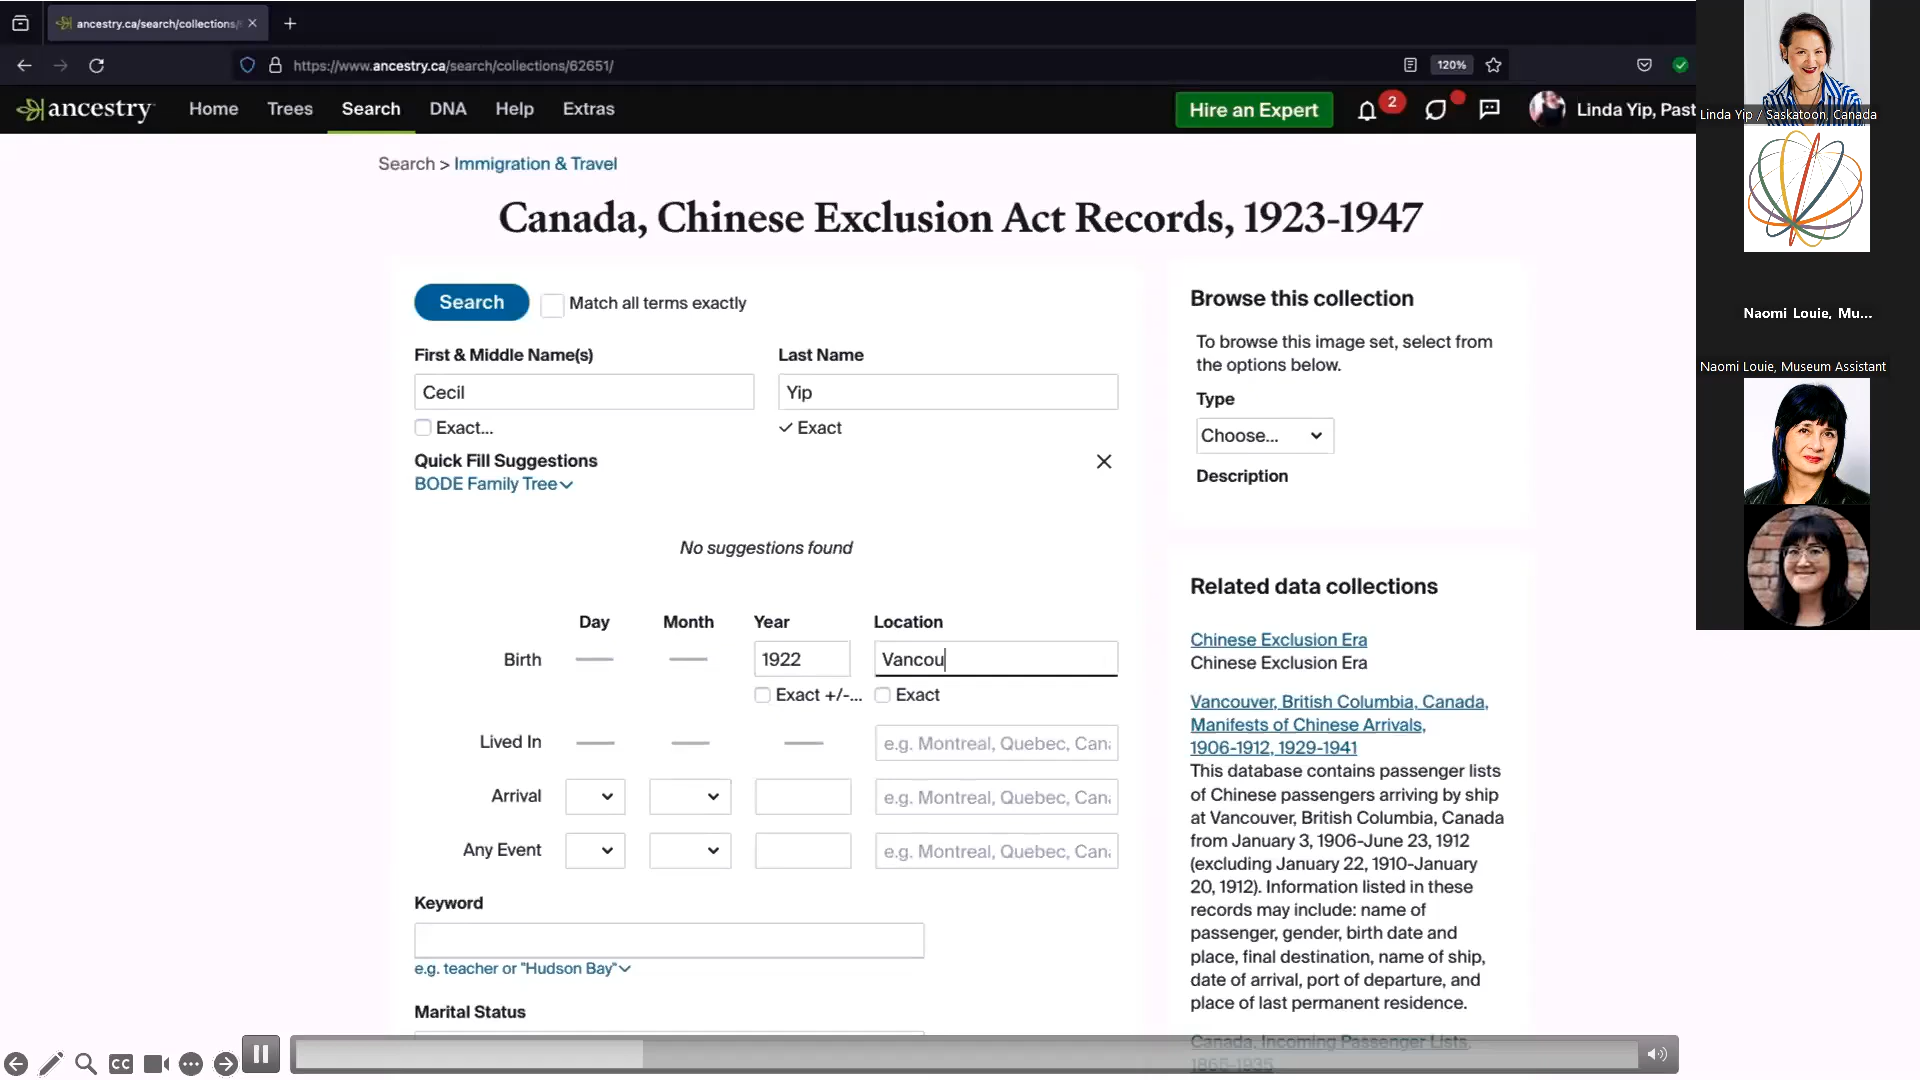 ancestry.ca/search/collections/
https://www.ancestry.ca/search/collections/62651/
120%
ancestry
Home
Trees
Search
DNA
Help
Extras
Hire an Expert
2
Linda Yip, Past
Search > Immigration & Travel
Canada, Chinese Exclusion Act Records, 1923-1947
Search
Match all terms exactly
First & Middle Name(s)
Last Name
Cecil
Yip
Exact...
Exact
Quick Fill Suggestions
BODE Family Tree
No suggestions found
Day
Month
Year
Location
Birth
1922
Vancou
Exact +/-...
Exact
Lived In
e.g. Montreal, Quebec, Can
Arrival
e.g. Montreal, Quebec, Can
Any Event
e.g. Montreal, Quebec, Can
Keyword
e.g. teacher or "Hudson Bay"
Marital Status
Browse this collection
To browse this image set, select from
the options below.
Type
Choose...
Description
Related data collections
Chinese Exclusion Era
Chinese Exclusion Era
Vancouver, British Columbia, Canada,
Manifests of Chinese Arrivals,
1906-1912, 1929-1941
This database contains passenger lists
of Chinese passengers arriving by ship
at Vancouver, British Columbia, Canada
from January 3, 1906-June 23, 1912
(excluding January 22, 1910-January
20, 1912). Information listed in these
records may include: name of
passenger, gender, birth date and
place, final destination, name of ship,
date of arrival, port of departure, and
place of last permanent residence.
Canada, Incoming Passenger Lists,
1865-1935
Linda Yip / Saskatoon, Canada
Naomi Louie, Mu...
Naomi Louie, Museum Assistant
CC